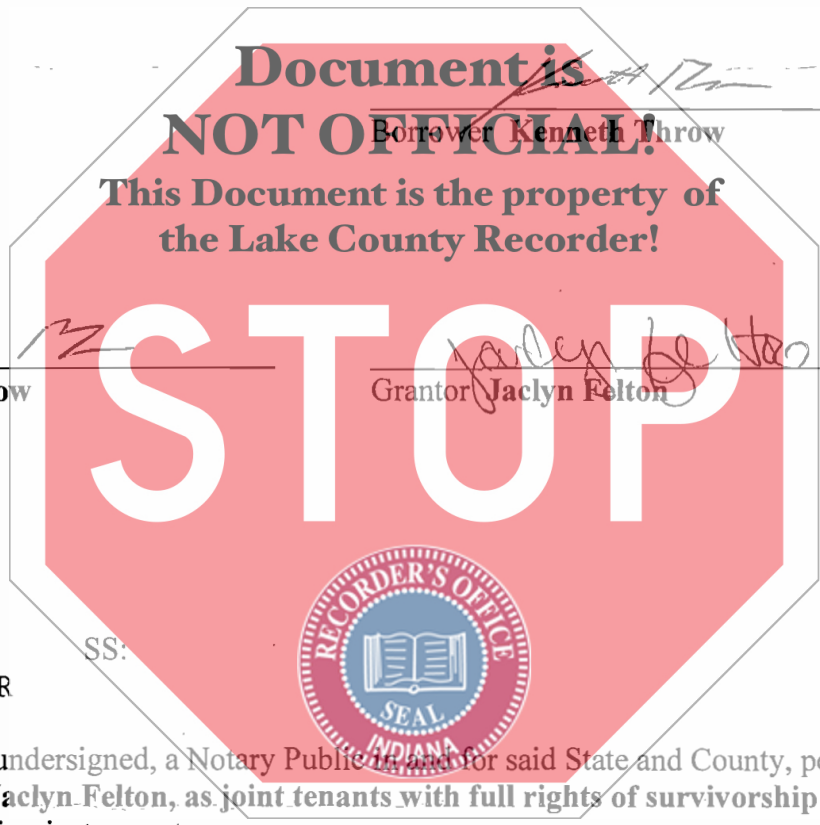 Document is
NOT OFFICIAL!
Borrower Kenneth Throw
This Document is the property of
the Lake County Recorder!
STOP
ow
Grantor Jaclyn Felton
Jaclyn Felton
RECORDER'S OFFICE
SEAL
INDIANA
SS:
R
undersigned, a Notary Public in and for said State and County, pe
aclyn Felton, as joint tenants with full rights of survivorship